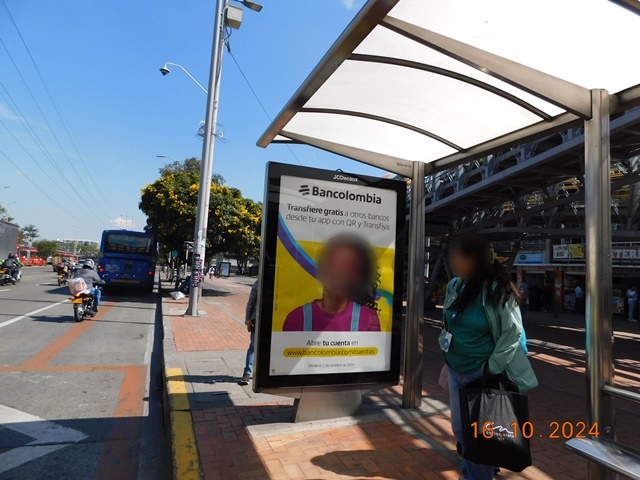 JCDecaux
Bancolombia
Transfiere gratis a otros bancos
desde tu app con QR y Transfiya
Abre tu cuenta en
www.bancolombia.com/cuentas
16.10.2024